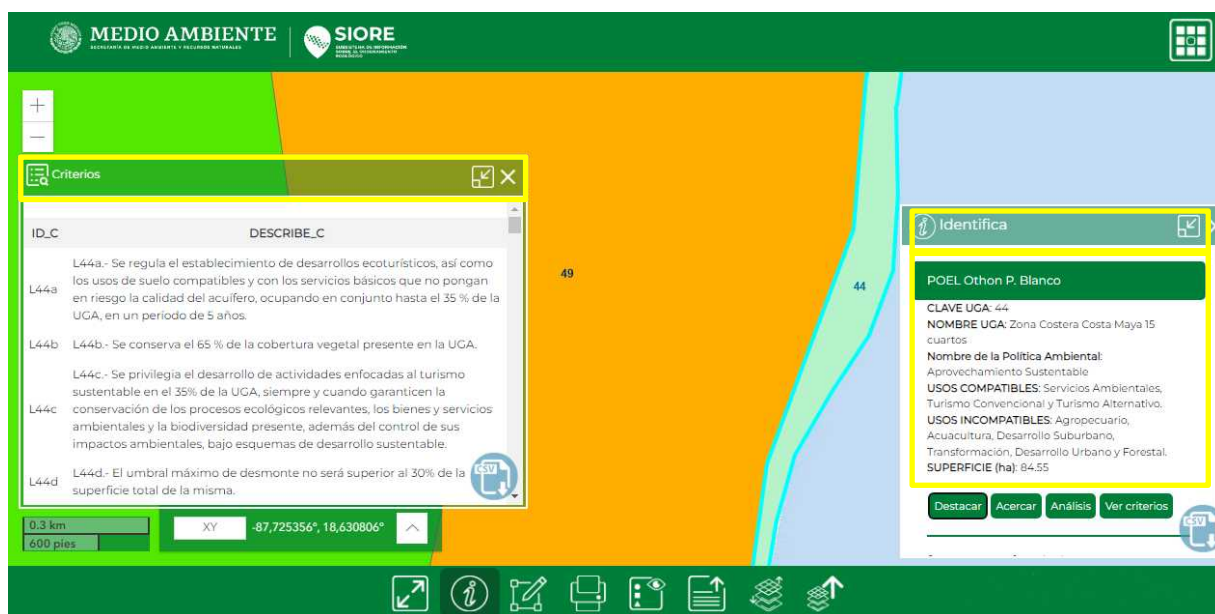 MEDIO AMBIENTE
SECRETARÍA DE MEDIO AMBIENTE Y RECURSOS NATURALES
SIORE
SUBSISTEMA DE INFORMACIÓN
SOBRE EL ORDENAMIENTO
ECOLÓGICO
+
−
Criterios
ID_C DESCRIBE_C
L44a
L44a.- Se regula el establecimiento de desarrollos ecoturísticos, así como
los usos de suelo compatibles y con los servicios básicos que no pongan
en riesgo la calidad del acuífero, ocupando en conjunto hasta el 35 % de la
UGA, en un periodo de 5 años.
L44b L44b.- Se conserva el 65 % de la cobertura vegetal presente en la UGA.
L44c
L44c.- Se privilegia el desarrollo de actividades enfocadas al turismo
sustentable en el 35% de la UGA, siempre y cuando garanticen la
conservación de los procesos ecológicos relevantes, los bienes y servicios
ambientales y la biodiversidad presente, además del control de sus
impactos ambientales, bajo esquemas de desarrollo sustentable.
L44d
L44d.- El umbral máximo de desmonte no será superior al 30% de la
superficie total de la misma.
CSV
0.3 km
600 pies
XY -87,725356°, 18,630806°
49
44
Identifica
POEL Othon P. Blanco
CLAVE UGA: 44
NOMBRE UGA: Zona Costera Costa Maya 15
cuartos
Nombre de la Política Ambiental:
Aprovechamiento Sustentable
USOS COMPATIBLES: Servicios Ambientales,
Turismo Convencional y Turismo Alternativo.
USOS INCOMPATIBLES: Agropecuario,
Acuacultura, Desarrollo Suburbano,
Transformación, Desarrollo Urbano y Forestal.
SUPERFICIE (ha): 84.55
Destacar Acercar Análisis Ver criterios
CSV